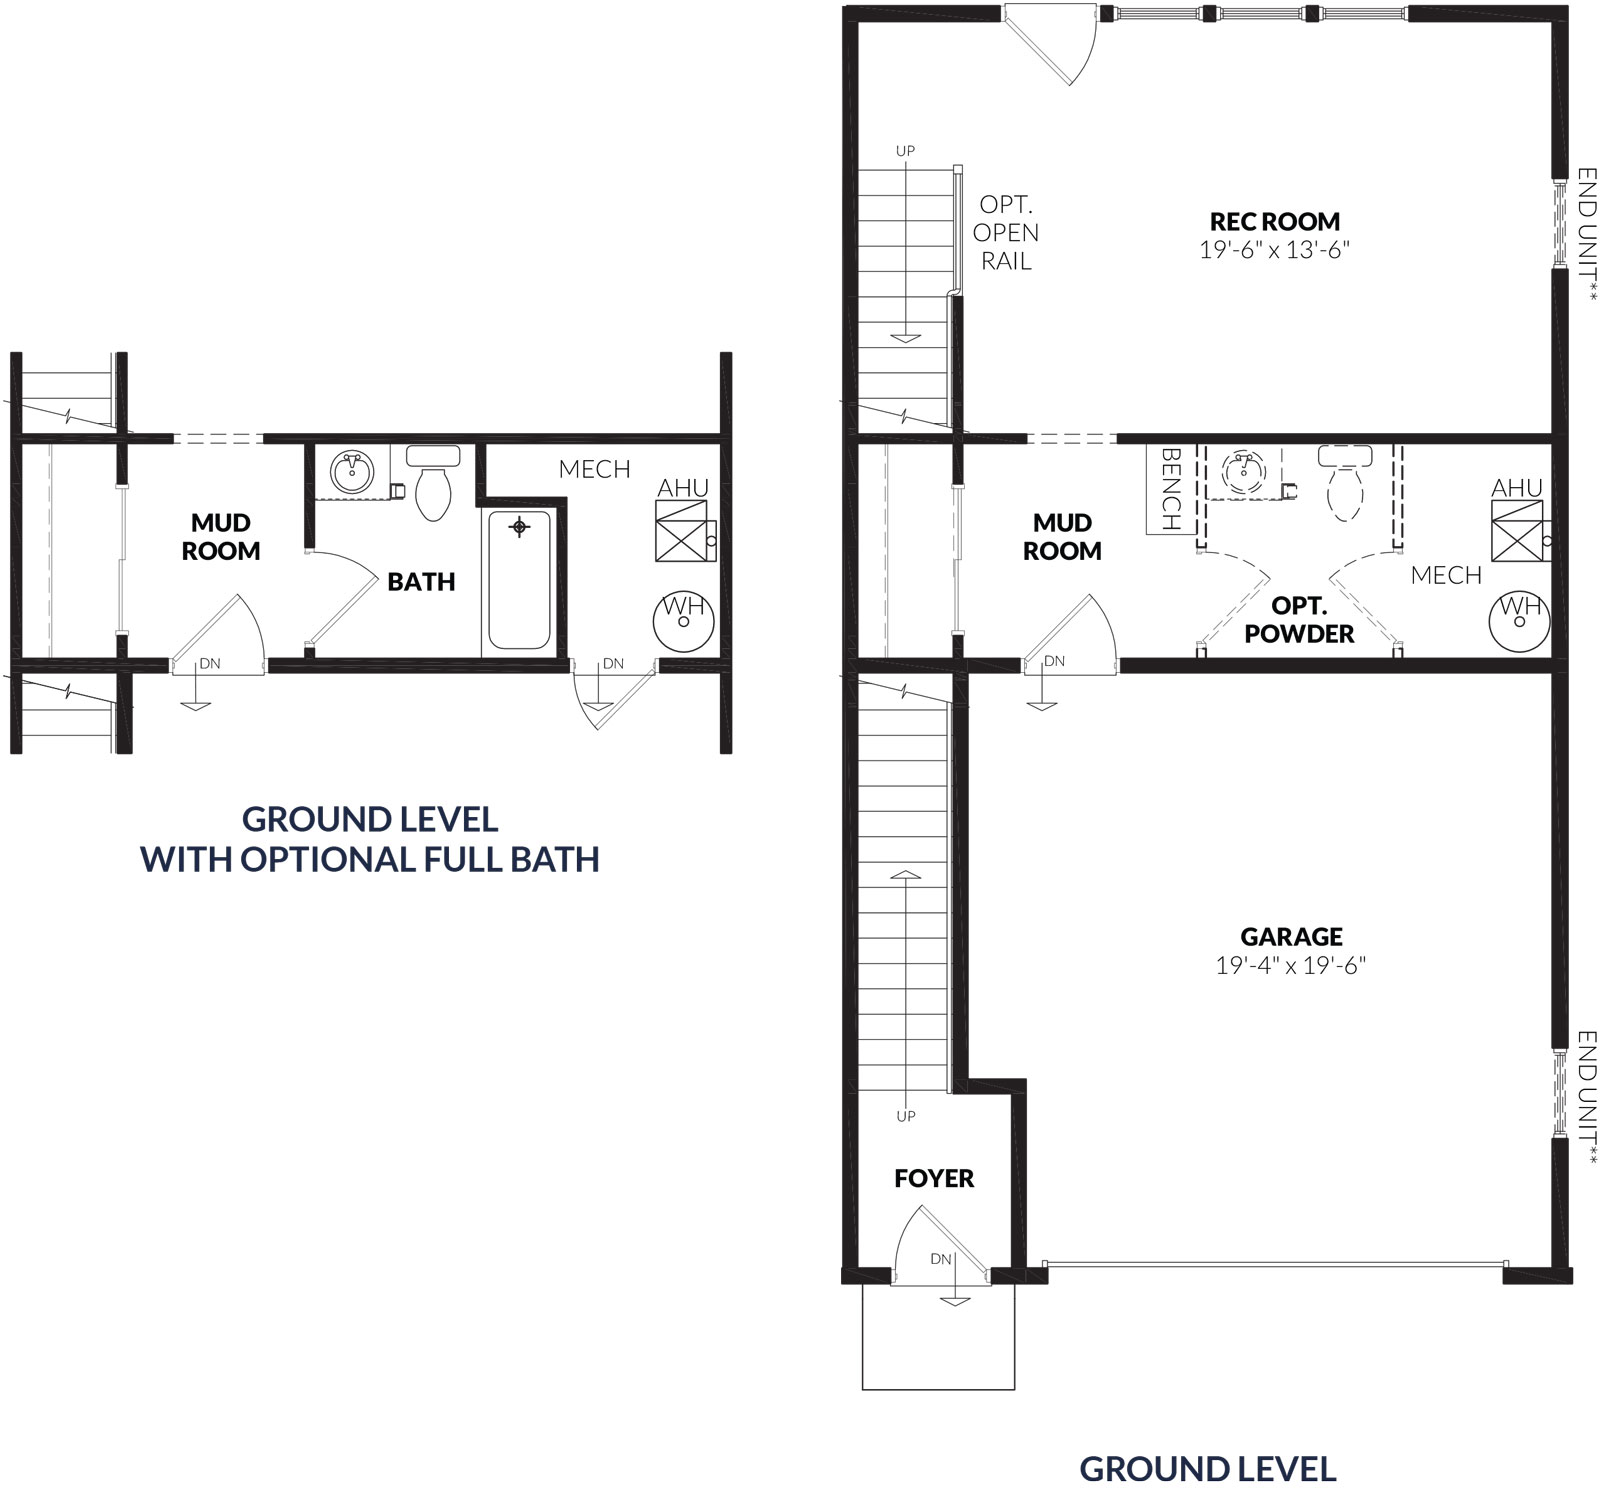 MECH
AHU
MUD
ROOM
BATH
WH
DN
DN
GROUND LEVEL
WITH OPTIONAL FULL BATH
UP
OPT.
OPEN
RAIL
REC ROOM
19'-6" x 13'-6"
END UNIT**
BENCH
AHU
MUD
ROOM
MECH
OPT.
POWDER
WH
DN
GARAGE
19'-4" x 19'-6"
END UNIT**
UP
FOYER
DN
GROUND LEVEL